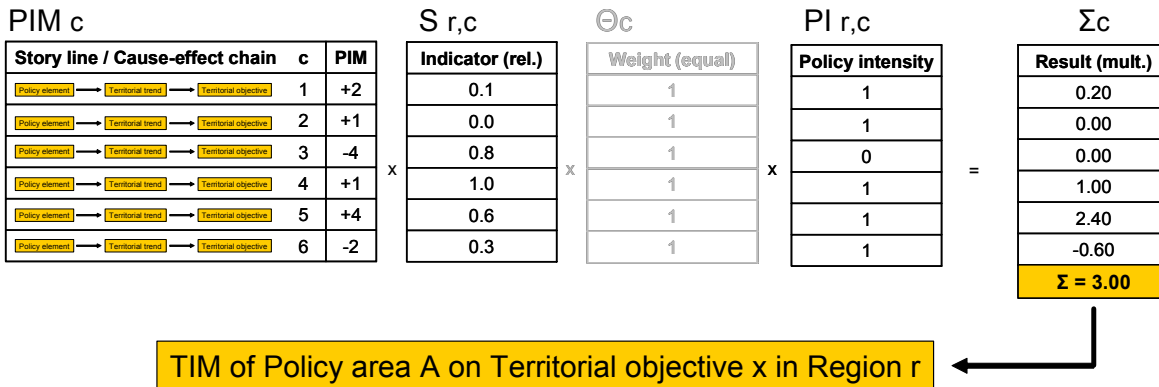 PIM c S r,c Θc PI r,c Σc
Story line / Cause-effect chain c PIM Indicator (rel.) Weight (equal) Policy intensity Result (mult.)
Policy element Territorial trend Territorial objective 1 +2 0.1 1 1 0.20
Policy element Territorial trend Territorial objective 2 +1 0.0 1 1 0.00
Policy element Territorial trend Territorial objective 3 -4 x 0.8 x 1 x 0 = 0.00
Policy element Territorial trend Territorial objective 4 +1 1.0 1 1 1.00
Policy element Territorial trend Territorial objective 5 +4 0.6 1 1 2.40
Policy element Territorial trend Territorial objective 6 -2 0.3 1 1 -0.60
Σ = 3.00
TIM of Policy area A on Territorial objective x in Region r